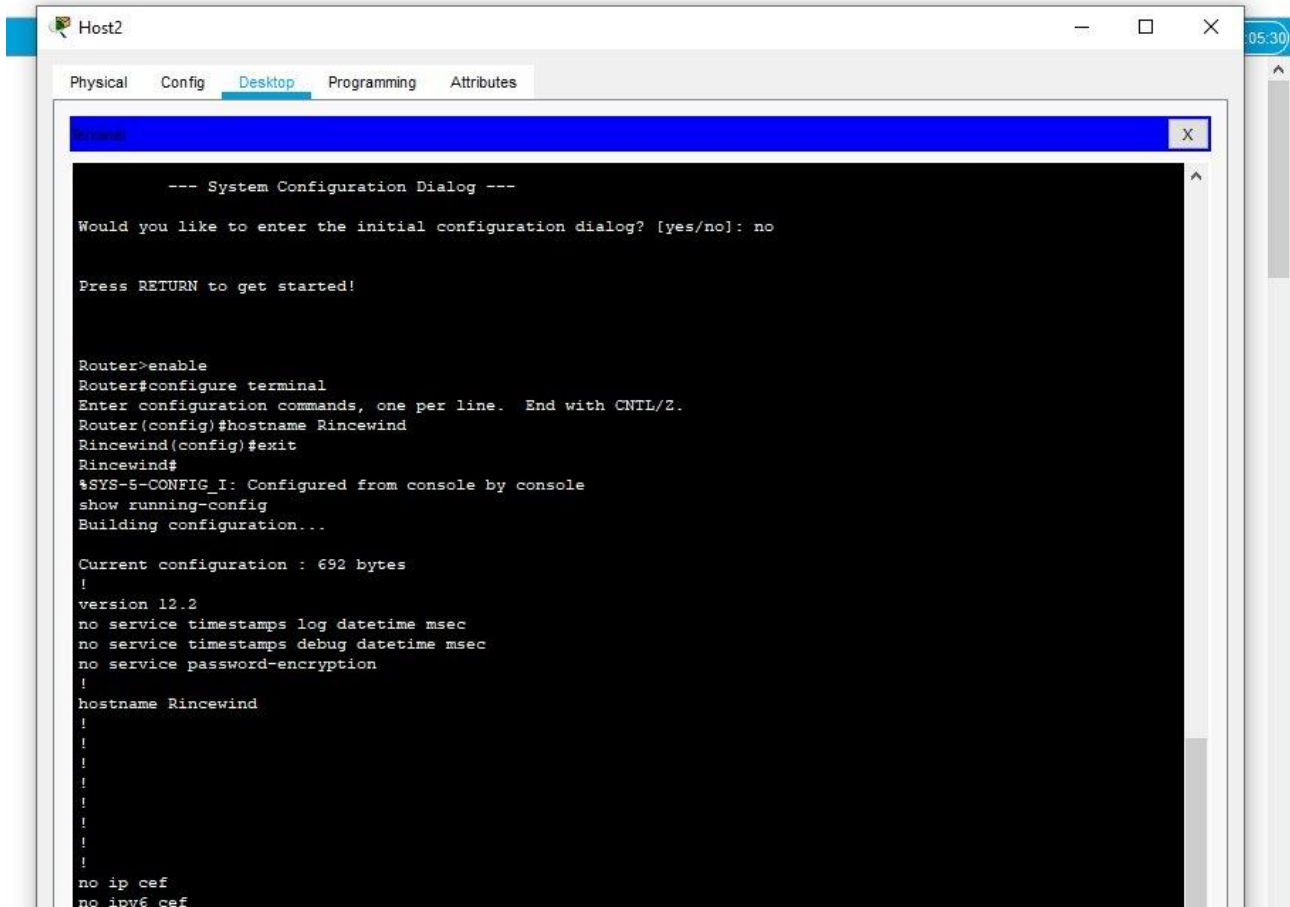 Host2
:05:30
Physical Config Desktop Programming Attributes
Terminal
X
--- System Configuration Dialog ---
Would you like to enter the initial configuration dialog? [yes/no]: no
Press RETURN to get started!
Router>enable
Router#configure terminal
Enter configuration commands, one per line. End with CNTL/Z.
Router(config)#hostname Rincewind
Rincewind(config)#exit
Rincewind#
%SYS-5-CONFIG_I: Configured from console by console
show running-config
Building configuration...
Current configuration : 692 bytes
!
version 12.2
no service timestamps log datetime msec
no service timestamps debug datetime msec
no service password-encryption
!
hostname Rincewind
!
!
!
!
!
!
!
!
no ip cef
no ipv6 cef